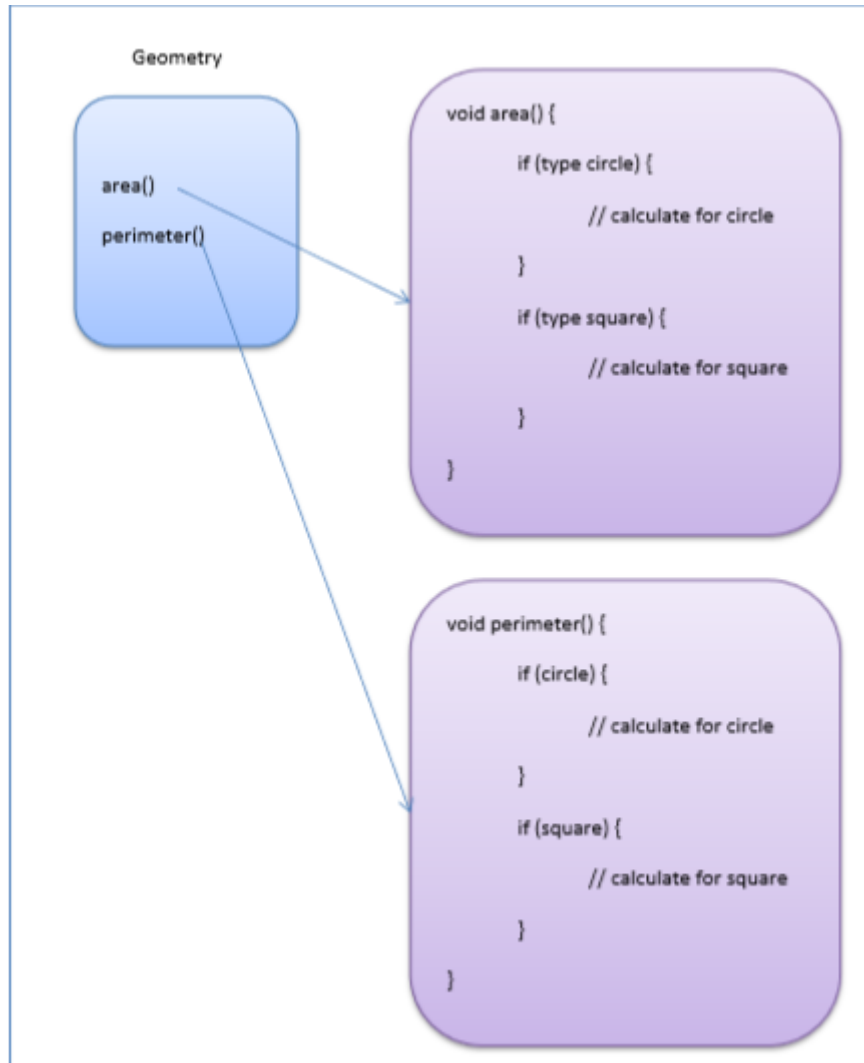 Geometry
area()
perimeter()
void area() {
if (type circle) {
// calculate for circle
}
if (type square) {
// calculate for square
}
}
void perimeter() {
if (circle) {
// calculate for circle
}
if (square) {
// calculate for square
}
}